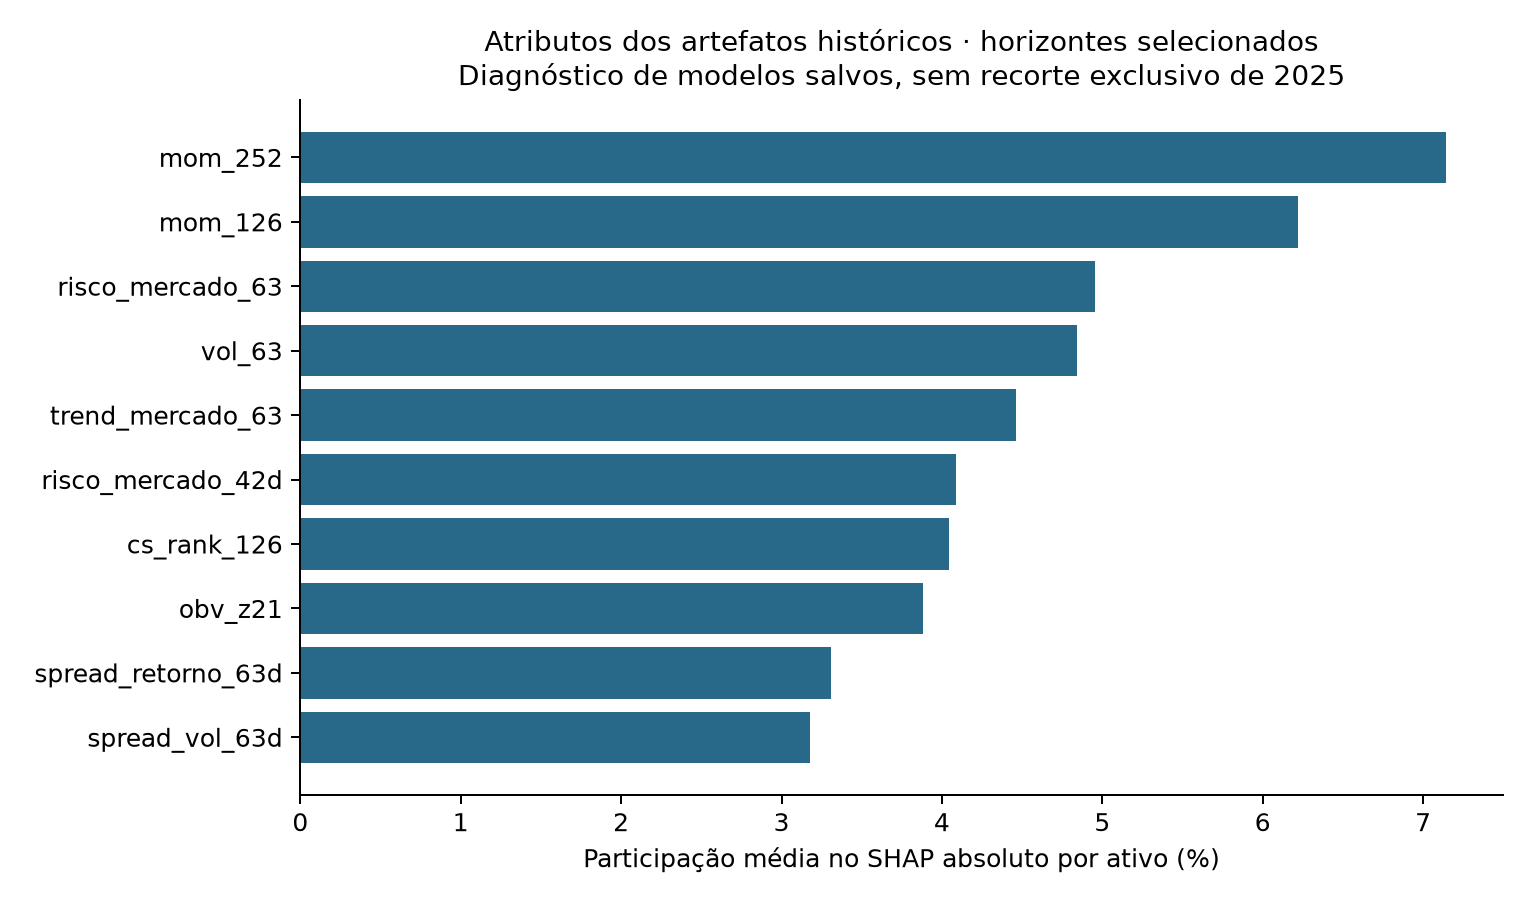 Atributos dos artefatos históricos · horizontes selecionados
Diagnóstico de modelos salvos, sem recorte exclusivo de 2025
mom_252
mom_126
risco_mercado_63
vol_63
trend_mercado_63
risco_mercado_42d
cs_rank_126
obv_z21
spread_retorno_63d
spread_vol_63d
0 1 2 3 4 5 6 7
Participação média no SHAP absoluto por ativo (%)